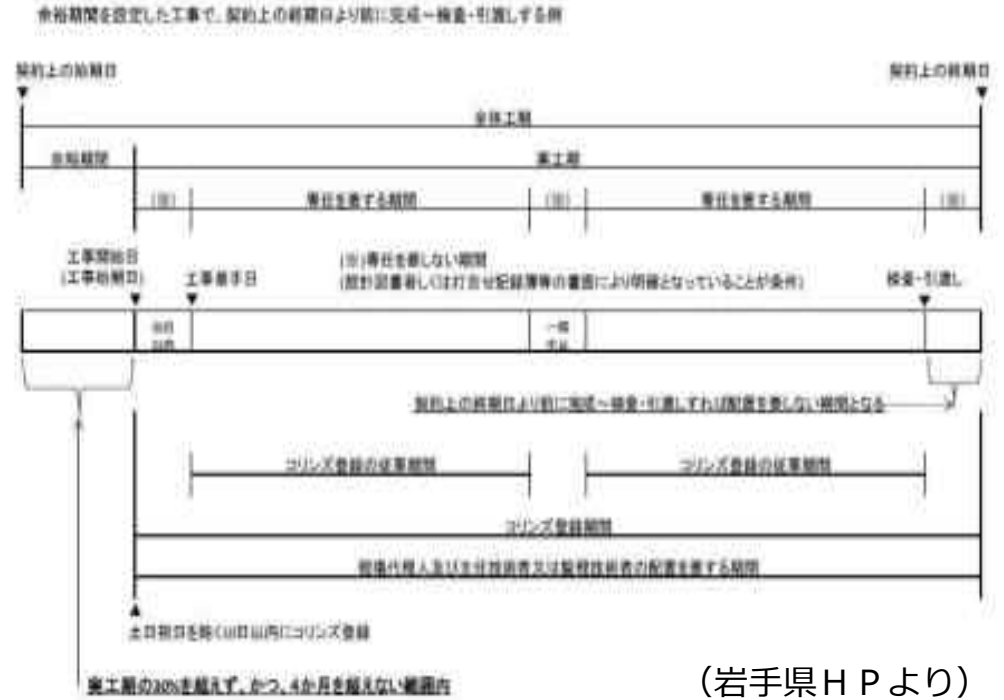 余裕期間を設定した工事で、契約上の終期日より前に完成～検査・引渡しする例
契約上の始期日
契約上の終期日
全体工期
余裕期間
実工期
(※)
専任を要する期間
(※)
専任を要する期間
(※)
工事開始日
(工事始期日)
工事着手日
(※)専任を要しない期間
(設計図書若しくは打合せ記録簿等の書面により明確となっていることが条件)
検査・引渡し
以内
一時
中止
契約上の終期日より前に完成～検査・引渡しすれば配置を要しない期間となる
コリンズ登録の従事期間
コリンズ登録の従事期間
コリンズ登録期間
現場代理人及び主任技術者又は監理技術者の配置を要する期間
土日祝日を除く10日以内にコリンズ登録
実工期の30%を超えず、かつ、4か月を超えない範囲内
（岩手県ＨＰより）